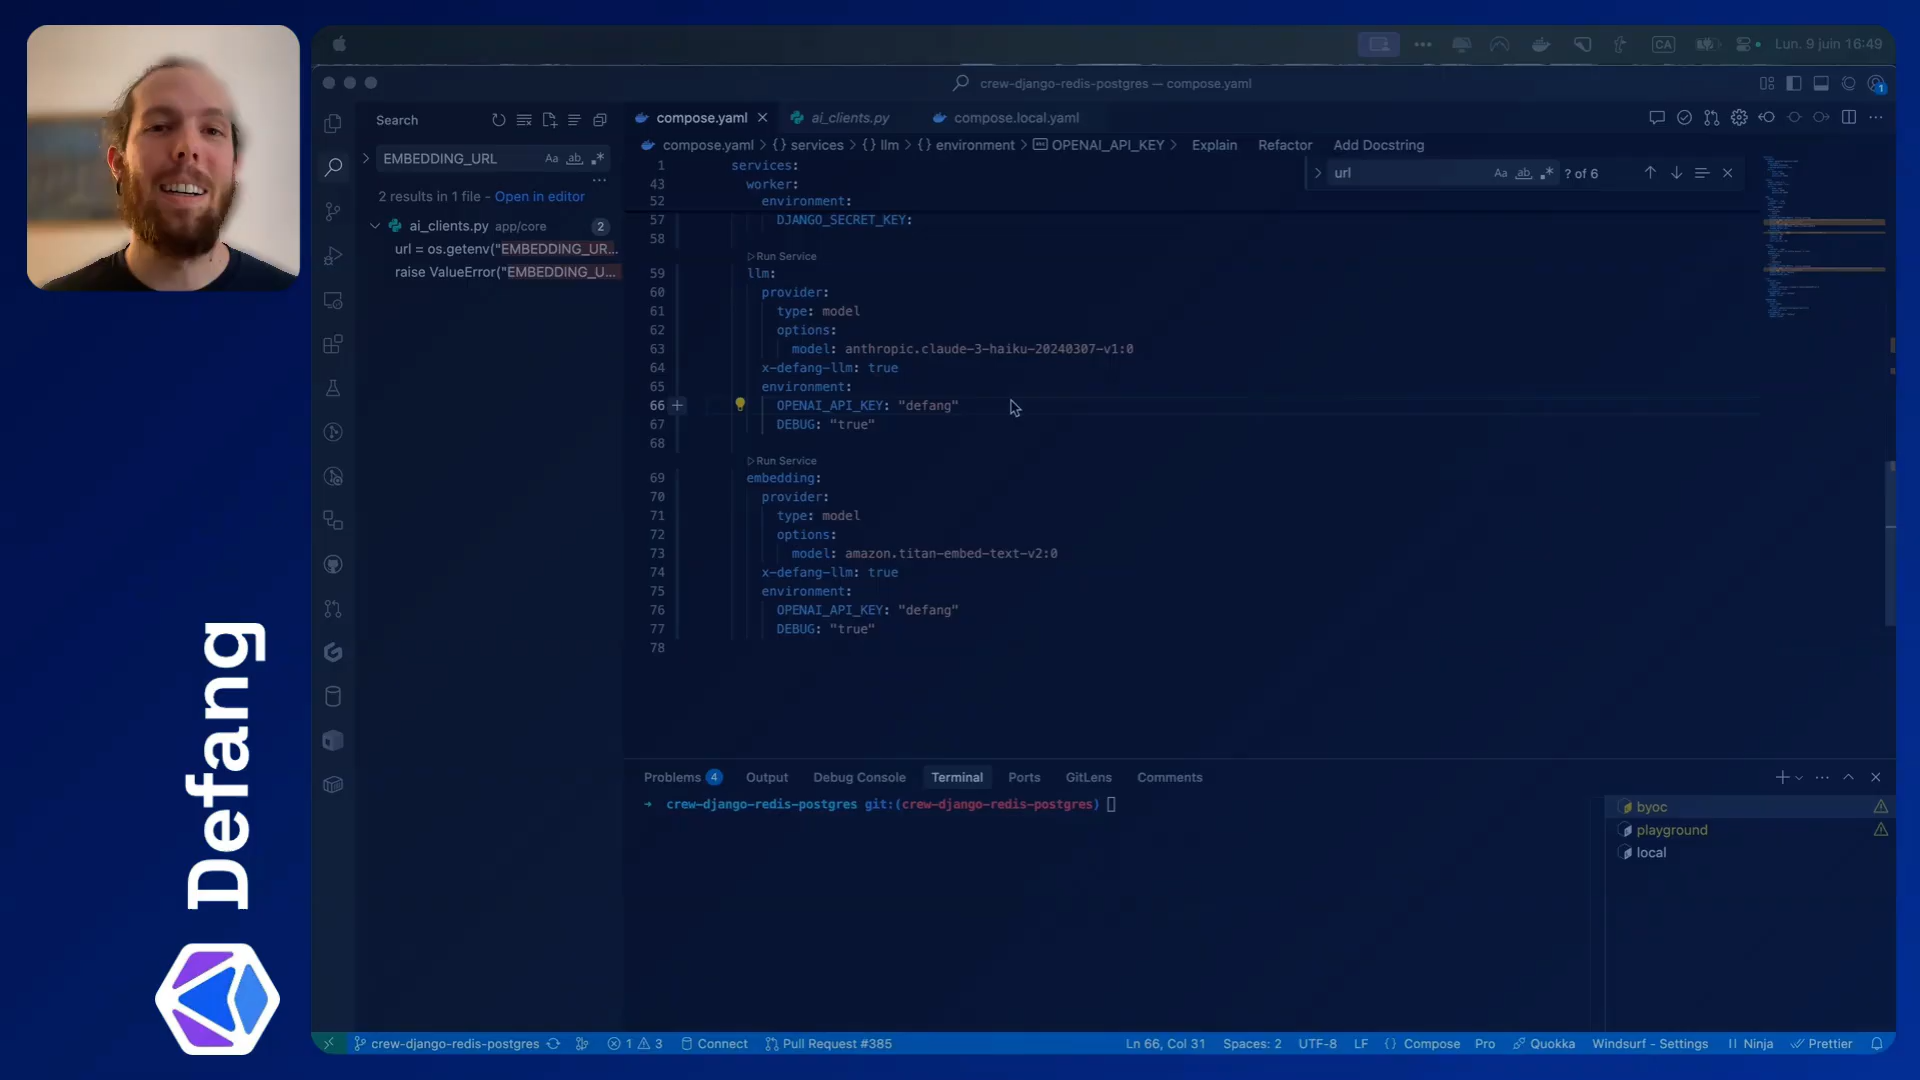 CA
Lun. 9 juin 16:49
crew-django-redis-postgres — compose.yaml
1
Search
compose.yaml
ai_clients.py
compose.local.yaml
EMBEDDING_URL
Aa
ab
2 results in 1 file - Open in editor
ai_clients.py app/core 2
url = os.getenv("EMBEDDING_UR...
raise ValueError("EMBEDDING_U...
compose.yaml > {} services > {} llm > {} environment > OPENAI_API_KEY > Explain Refactor Add Docstring
url Aa ab ? of 6
1 services:
43 worker:
52 environment:
57 DJANGO_SECRET_KEY:
58
Run Service
59 llm:
60 provider:
61 type: model
62 options:
63 model: anthropic.claude-3-haiku-20240307-v1:0
64 x-defang-llm: true
65 environment:
66 OPENAI_API_KEY: "defang"
67 DEBUG: "true"
68
Run Service
69 embedding:
70 provider:
71 type: model
72 options:
73 model: amazon.titan-embed-text-v2:0
74 x-defang-llm: true
75 environment:
76 OPENAI_API_KEY: "defang"
77 DEBUG: "true"
78
Problems 4 Output Debug Console Terminal Ports GitLens Comments
crew-django-redis-postgres git:(crew-django-redis-postgres)
byoc
playground
local
crew-django-redis-postgres 1 3 Connect Pull Request #385
Ln 66, Col 31 Spaces: 2 UTF-8 LF {} Compose Pro Quokka Windsurf - Settings Ninja Prettier
Defang